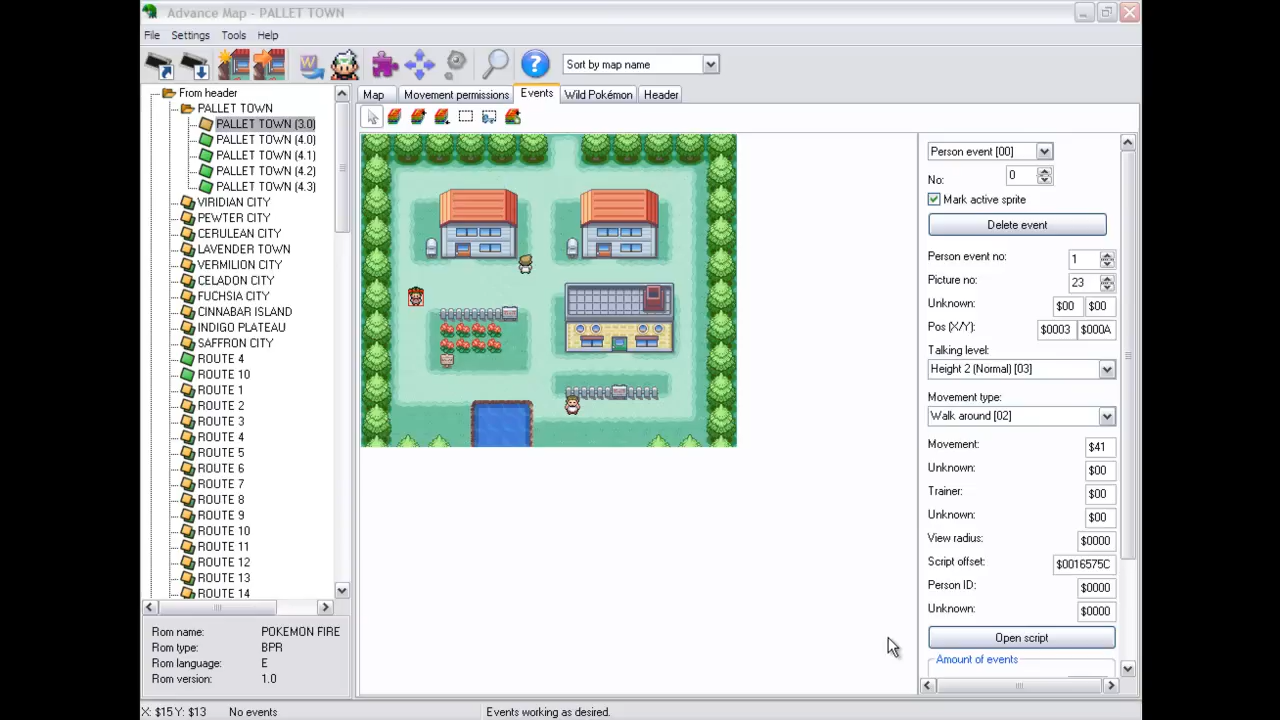 Advance Map - PALLET TOWN
File Settings Tools Help
Sort by map name
From header
PALLET TOWN
PALLET TOWN (3.0)
PALLET TOWN (4.0)
PALLET TOWN (4.1)
PALLET TOWN (4.2)
PALLET TOWN (4.3)
VIRIDIAN CITY
PEWTER CITY
CERULEAN CITY
LAVENDER TOWN
VERMILION CITY
CELADON CITY
FUCHSIA CITY
CINNABAR ISLAND
INDIGO PLATEAU
SAFFRON CITY
ROUTE 4
ROUTE 10
ROUTE 1
ROUTE 2
ROUTE 3
ROUTE 4
ROUTE 5
ROUTE 6
ROUTE 7
ROUTE 8
ROUTE 9
ROUTE 10
ROUTE 11
ROUTE 12
ROUTE 13
ROUTE 14
Rom name: POKEMON FIRE
Rom type: BPR
Rom language: E
Rom version: 1.0
Map Movement permissions Events Wild Pokémon Header
Person event [00]
No: 0
Mark active sprite
Delete event
Person event no: 1
Picture no: 23
Unknown: $00 $00
Pos (X/Y): $0003 $000A
Talking level:
Height 2 (Normal) [03]
Movement type:
Walk around [02]
Movement: $41
Unknown: $00
Trainer: $00
Unknown: $00
View radius: $0000
Script offset: $0016575C
Person ID: $0000
Unknown: $0000
Open script
Amount of events
X: $15 Y: $13 No events Events working as desired.